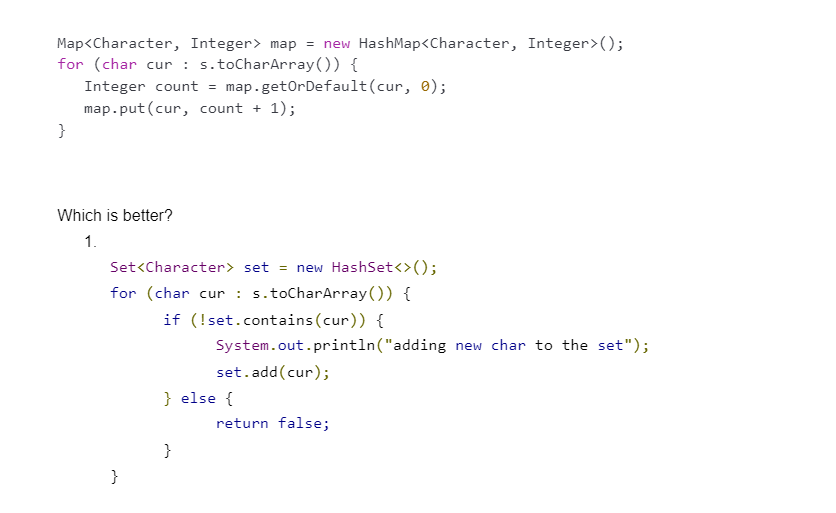 Map<Character, Integer> map = new HashMap<Character, Integer>();
for (char cur : s.toCharArray()) {
   Integer count = map.getOrDefault(cur, 0);
   map.put(cur, count + 1);
}
Which is better?
1.
Set<Character> set = new HashSet<>();
for (char cur : s.toCharArray()) {
      if (!set.contains(cur)) {
            System.out.println("adding new char to the set");
            set.add(cur);
      } else {
            return false;
      }
}